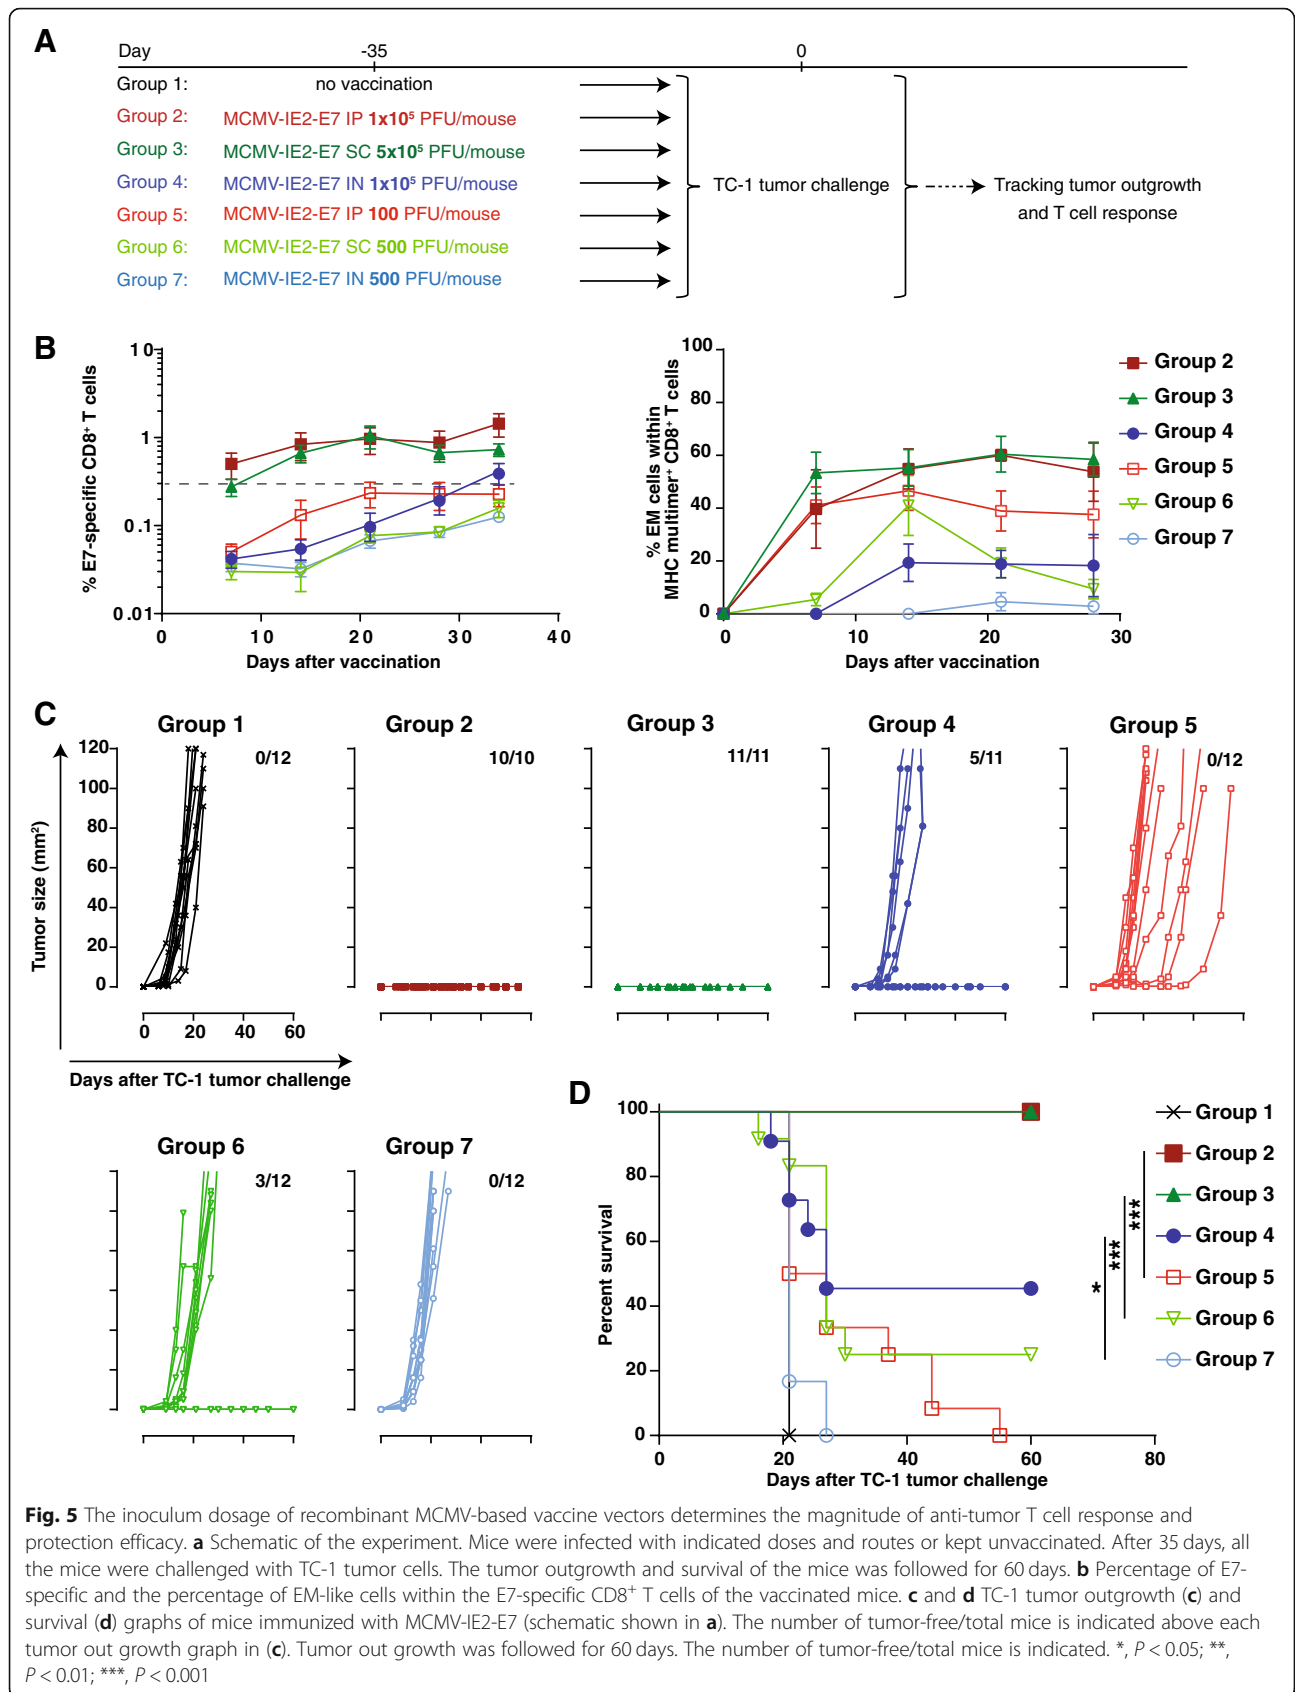 A
Day -35 0
Group 1: no vaccination
Group 2: MCMV-IE2-E7 IP 1x10⁵ PFU/mouse
Group 3: MCMV-IE2-E7 SC 5x10⁵ PFU/mouse
Group 4: MCMV-IE2-E7 IN 1x10⁵ PFU/mouse
Group 5: MCMV-IE2-E7 IP 100 PFU/mouse
Group 6: MCMV-IE2-E7 SC 500 PFU/mouse
Group 7: MCMV-IE2-E7 IN 500 PFU/mouse
TC-1 tumor challenge
Tracking tumor outgrowth
and T cell response
B
% E7-specific CD8⁺ T cells
10
1
0.1
0.01
0 10 20 30 40
Days after vaccination
% EM cells within
MHC multimer⁺ CD8⁺ T cells
100
80
60
40
20
0
0 10 20 30
Days after vaccination
Group 2
Group 3
Group 4
Group 5
Group 6
Group 7
C
Group 1
0/12
Group 2
10/10
Group 3
11/11
Group 4
5/11
Group 5
0/12
Tumor size (mm²)
120
100
80
60
40
20
0
0 20 40 60
Days after TC-1 tumor challenge
Group 6
3/12
Group 7
0/12
D
Percent survival
100
80
60
40
20
0
0 20 40 60 80
Days after TC-1 tumor challenge
Group 1
Group 2
Group 3
Group 4
Group 5
Group 6
Group 7
*
***
***
Fig. 5 The inoculum dosage of recombinant MCMV-based vaccine vectors determines the magnitude of anti-tumor T cell response and
protection efficacy. a Schematic of the experiment. Mice were infected with indicated doses and routes or kept unvaccinated. After 35 days, all
the mice were challenged with TC-1 tumor cells. The tumor outgrowth and survival of the mice was followed for 60 days. b Percentage of E7-
specific and the percentage of EM-like cells within the E7-specific CD8⁺ T cells of the vaccinated mice. c and d TC-1 tumor outgrowth (c) and
survival (d) graphs of mice immunized with MCMV-IE2-E7 (schematic shown in a). The number of tumor-free/total mice is indicated above each
tumor out growth graph in (c). Tumor out growth was followed for 60 days. The number of tumor-free/total mice is indicated. *, P < 0.05; **,
P < 0.01; ***, P < 0.001